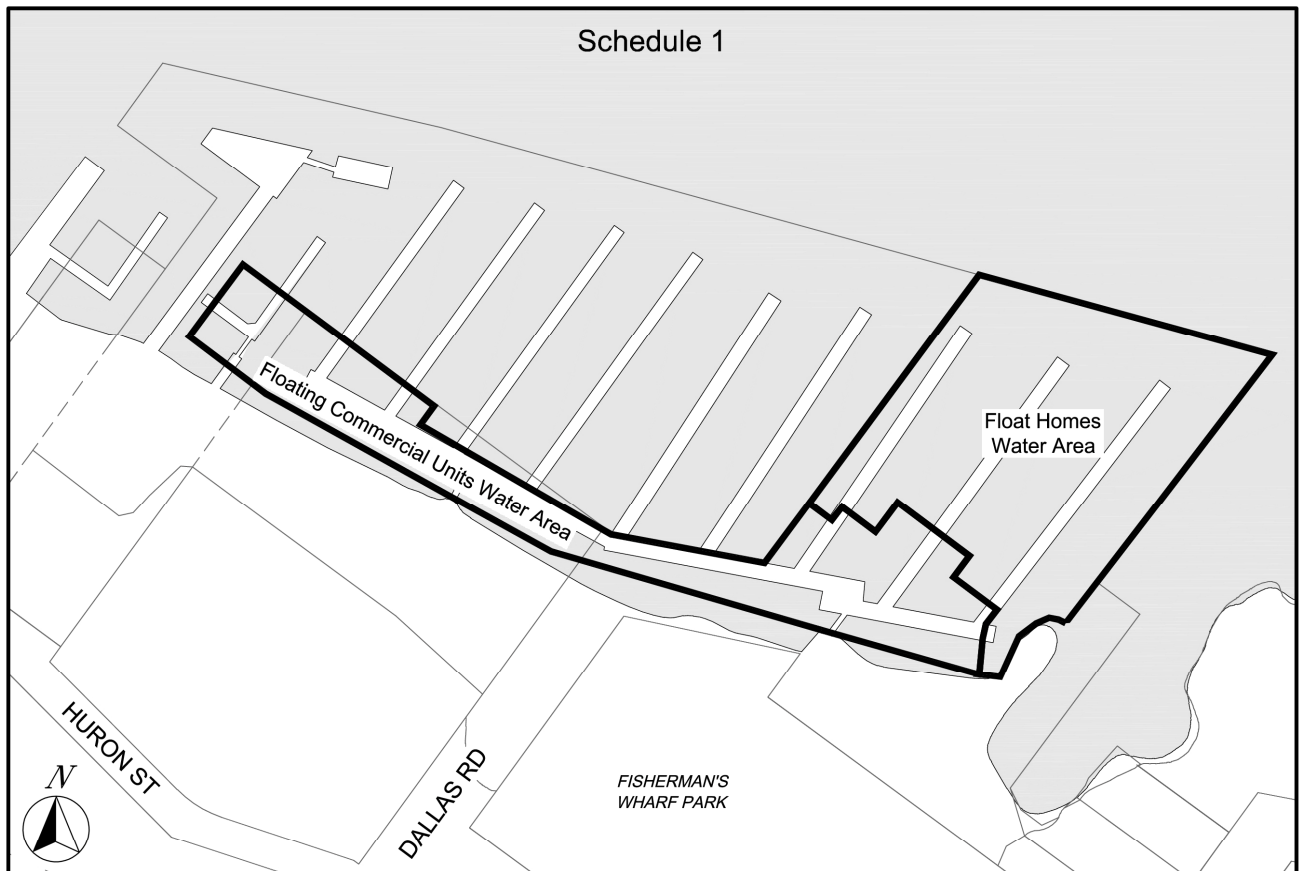 Schedule 1
Float Homes
Water Area
Floating Commercial Units Water Area
HURON ST
DALLAS RD
FISHERMAN'S
WHARF PARK
N